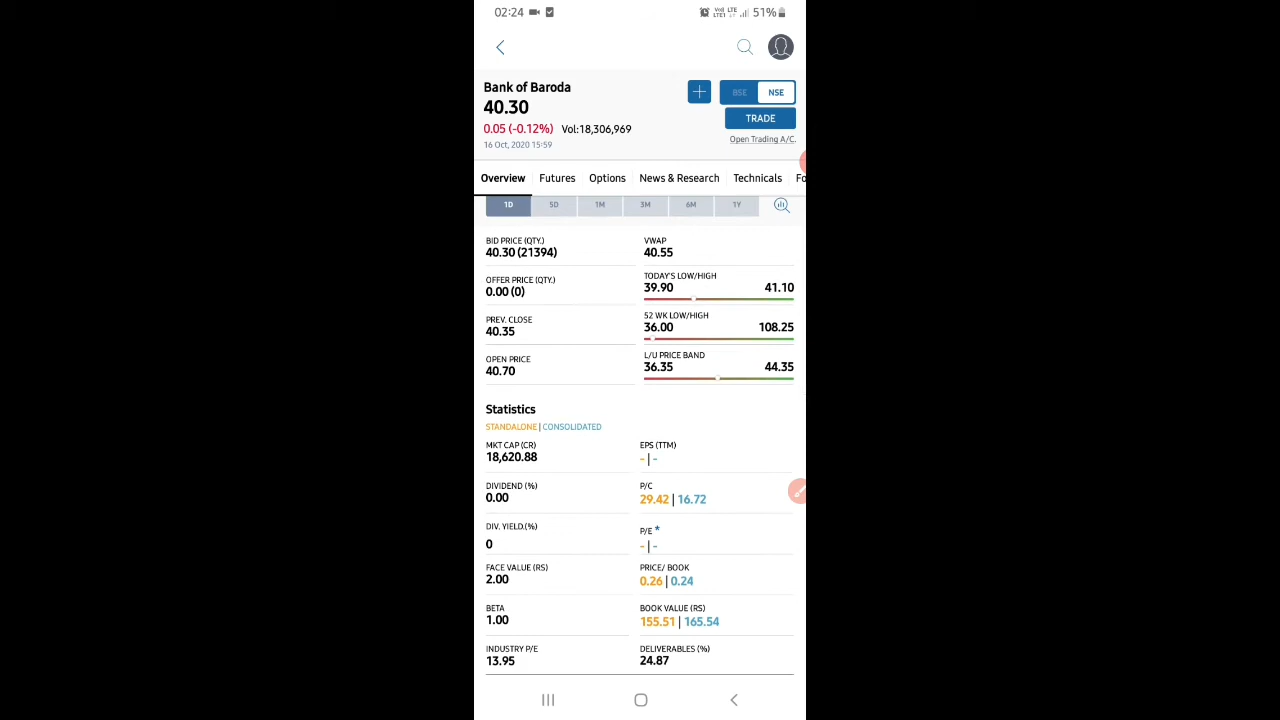 02:24
Vo) LTE
LTE1
51%
Bank of Baroda
40.30
0.05 (-0.12%) Vol:18,306,969
16 Oct, 2020 15:59
BSE NSE
TRADE
Open Trading A/C.
Overview Futures Options News & Research Technicals Fo
1D 5D 1M 3M 6M 1Y
BID PRICE (QTY.)
40.30 (21394)
VWAP
40.55
OFFER PRICE (QTY.)
0.00 (0)
TODAY'S LOW/HIGH
39.90 41.10
PREV. CLOSE
40.35
52 WK LOW/HIGH
36.00 108.25
OPEN PRICE
40.70
L/U PRICE BAND
36.35 44.35
Statistics
STANDALONE | CONSOLIDATED
MKT CAP (CR)
18,620.88
EPS (TTM)
- | -
DIVIDEND (%)
0.00
P/C
29.42 | 16.72
DIV. YIELD.(%)
0
P/E *
- | -
FACE VALUE (RS)
2.00
PRICE/ BOOK
0.26 | 0.24
BETA
1.00
BOOK VALUE (RS)
155.51 | 165.54
INDUSTRY P/E
13.95
DELIVERABLES (%)
24.87